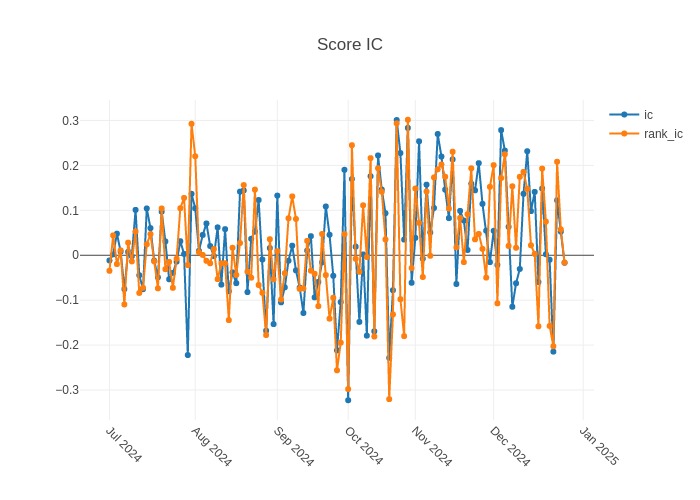 Score IC
ic
rank_ic
0.3
0.2
0.1
0
−0.1
−0.2
−0.3
Jul 2024
Aug 2024
Sep 2024
Oct 2024
Nov 2024
Dec 2024
Jan 2025